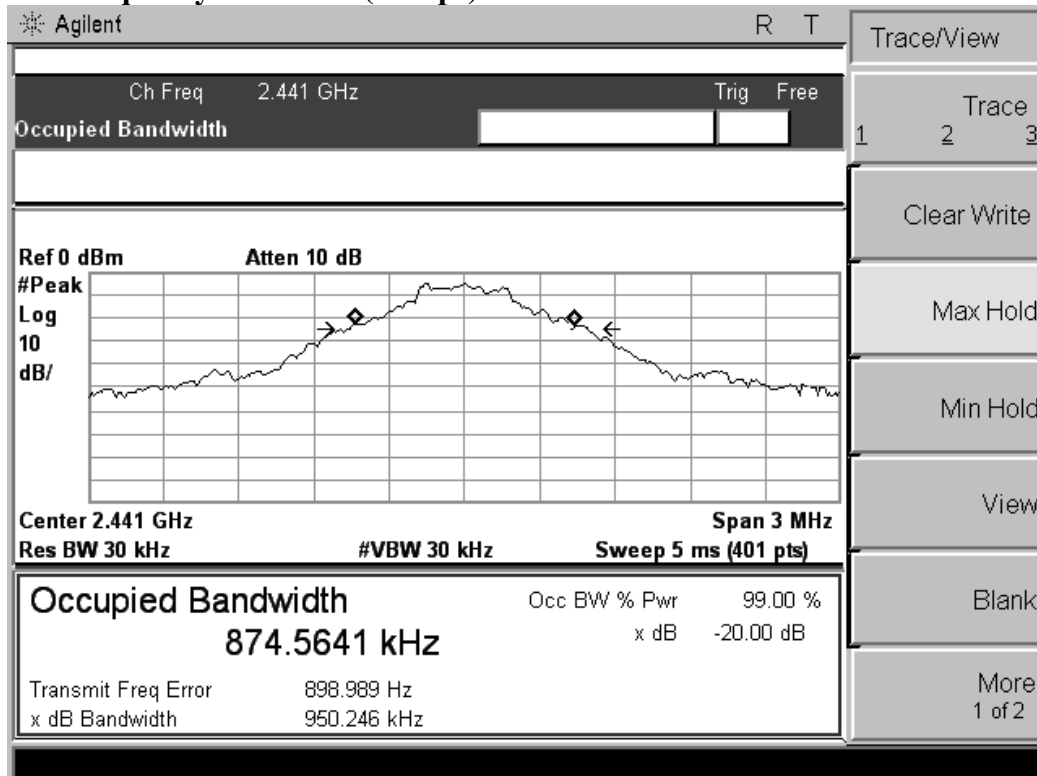 Agilent R T
Trace/View
Ch Freq 2.441 GHz Trig Free
Occupied Bandwidth
Trace
1 2 3
Clear Write
Ref 0 dBm Atten 10 dB
#Peak
Log
10
dB/
Max Hold
Min Hold
Center 2.441 GHz Span 3 MHz
Res BW 30 kHz #VBW 30 kHz Sweep 5 ms (401 pts)
View
Occupied Bandwidth
874.5641 kHz
Occ BW % Pwr 99.00 %
x dB -20.00 dB
Blank
Transmit Freq Error 898.989 Hz
x dB Bandwidth 950.246 kHz
More
1 of 2